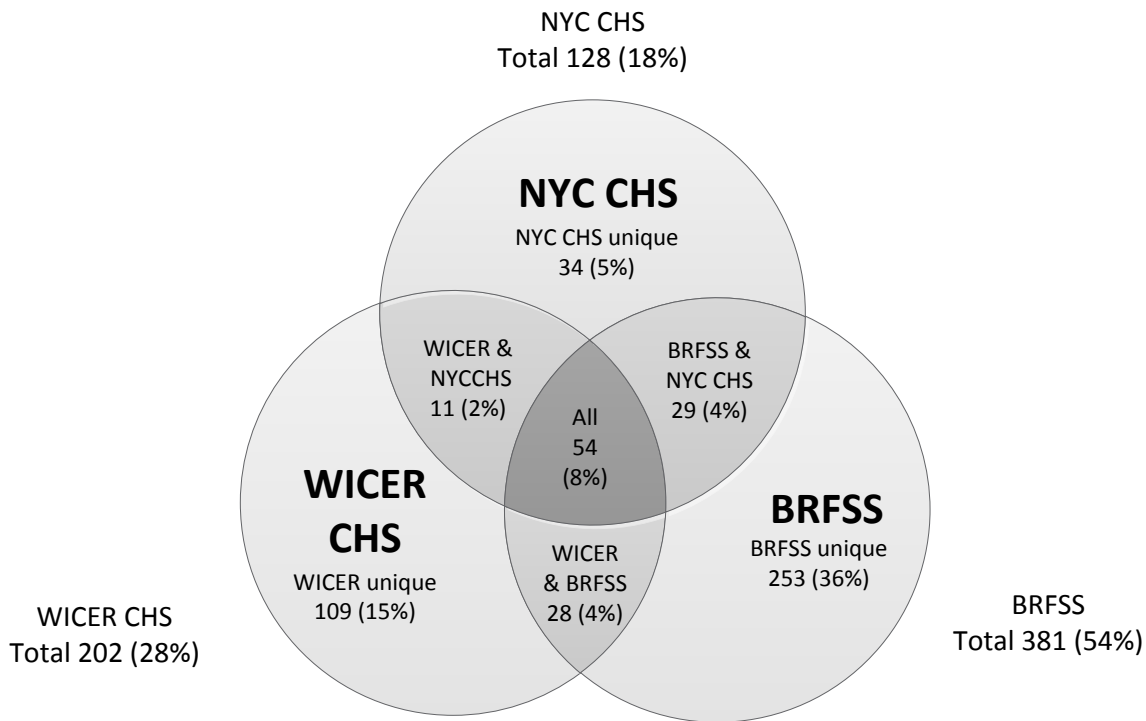 NYC CHS
Total 128 (18%)
NYC CHS
NYC CHS unique
34 (5%)
WICER &
NYCCHS
11 (2%)
BRFSS &
NYC CHS
29 (4%)
All
54
(8%)
WICER
CHS
WICER unique
109 (15%)
WICER
& BRFSS
28 (4%)
BRFSS
BRFSS unique
253 (36%)
WICER CHS
Total 202 (28%)
BRFSS
Total 381 (54%)